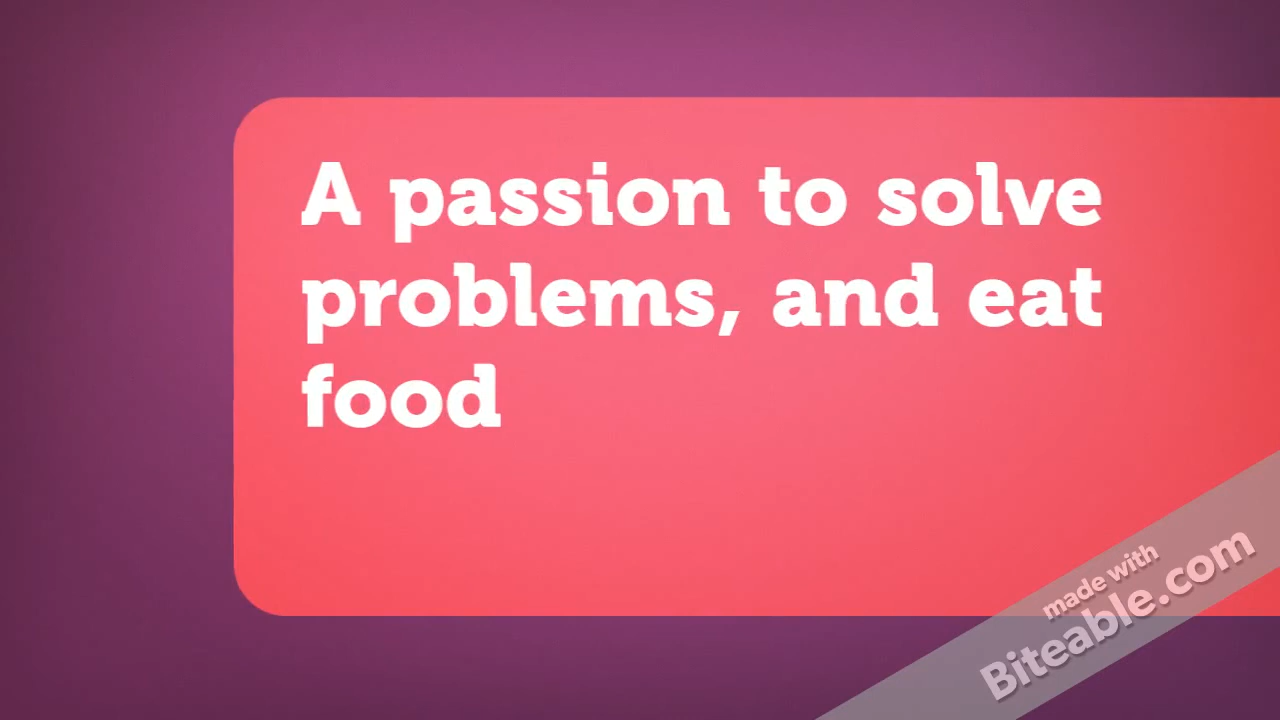 A passion to solve
problems, and eat
food
made with
Biteable.com